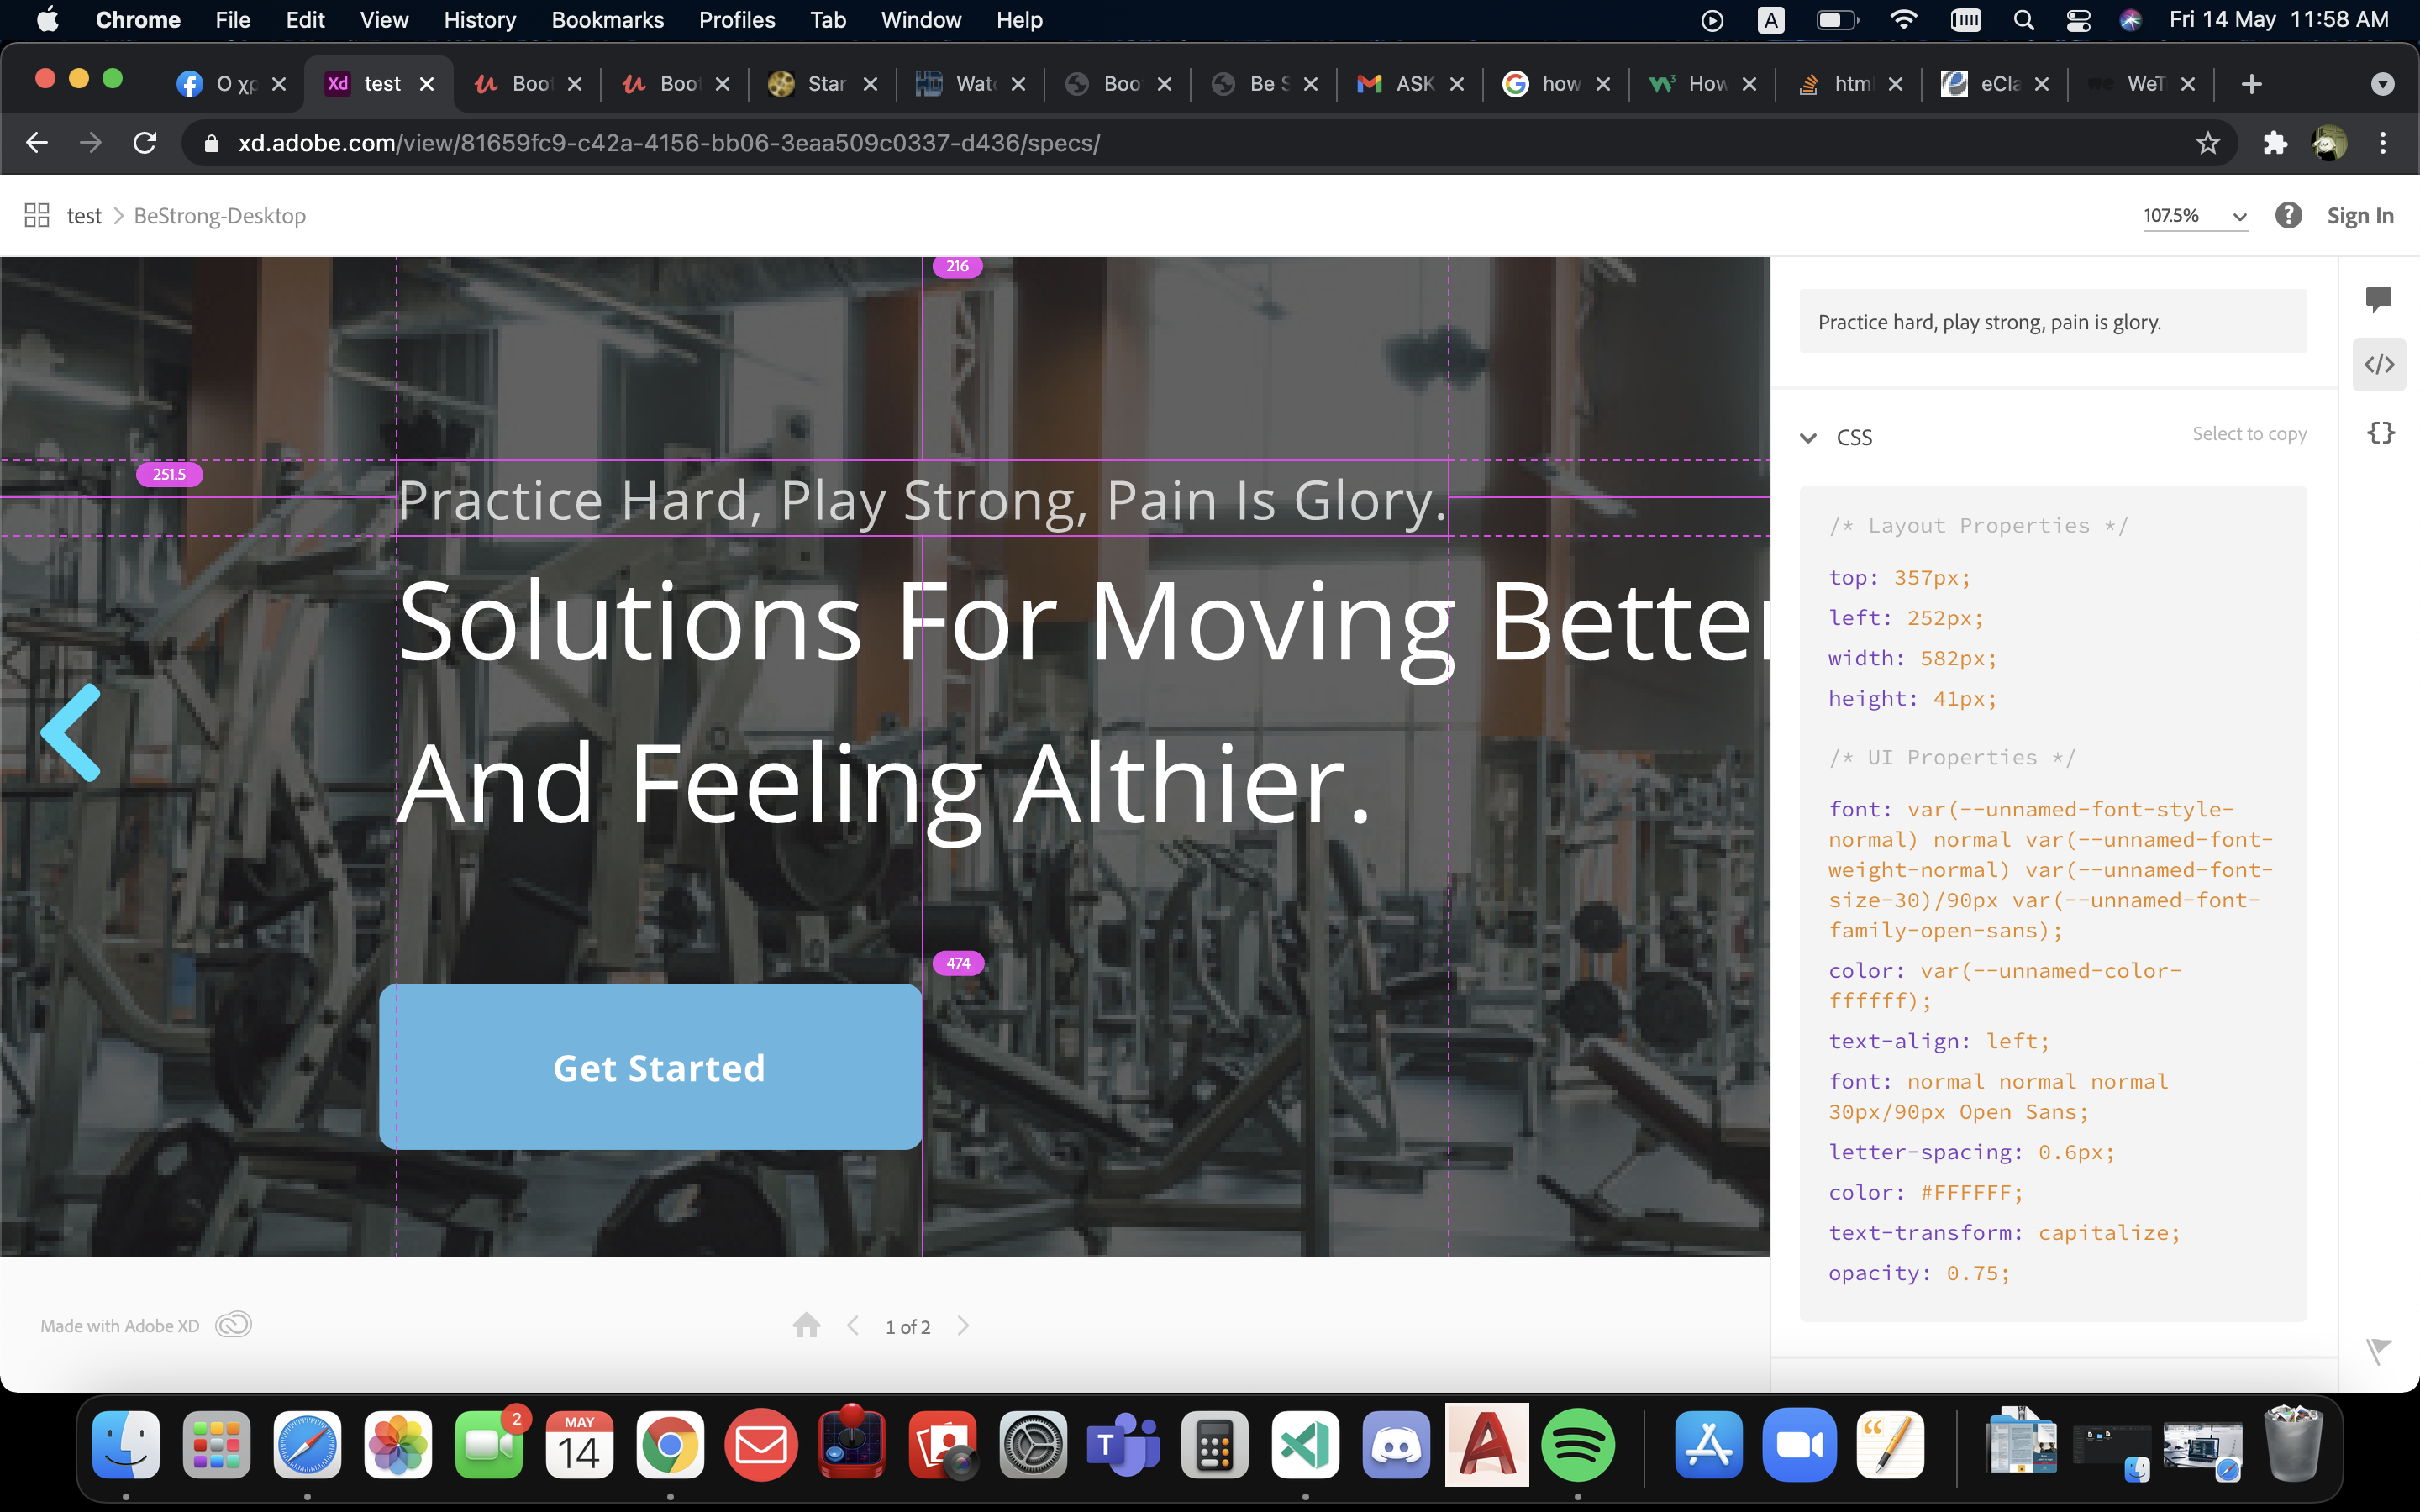 Chrome File Edit View History Bookmarks Profiles Tab Window Help A Fri 14 May 11:58 AM
Ο χρ Xd test Boot Boot Star HD Wat Boo Be S ASK how How html eCla we WeT
xd.adobe.com/view/81659fc9-c42a-4156-bb06-3eaa509c0337-d436/specs/
test > BeStrong-Desktop 107.5% Sign In
216
Practice hard, play strong, pain is glory.
CSS Select to copy
251.5
Practice Hard, Play Strong, Pain Is Glory.
Solutions For Moving Better
And Feeling Althier.
474
Get Started
/* Layout Properties */
top: 357px;
left: 252px;
width: 582px;
height: 41px;
/* UI Properties */
font: var(--unnamed-font-style-
normal) normal var(--unnamed-font-
weight-normal) var(--unnamed-font-
size-30)/90px var(--unnamed-font-
family-open-sans);
color: var(--unnamed-color-
ffffff);
text-align: left;
font: normal normal normal
30px/90px Open Sans;
letter-spacing: 0.6px;
color: #FFFFFF;
text-transform: capitalize;
opacity: 0.75;
Made with Adobe XD
1 of 2
2
MAY
14
T